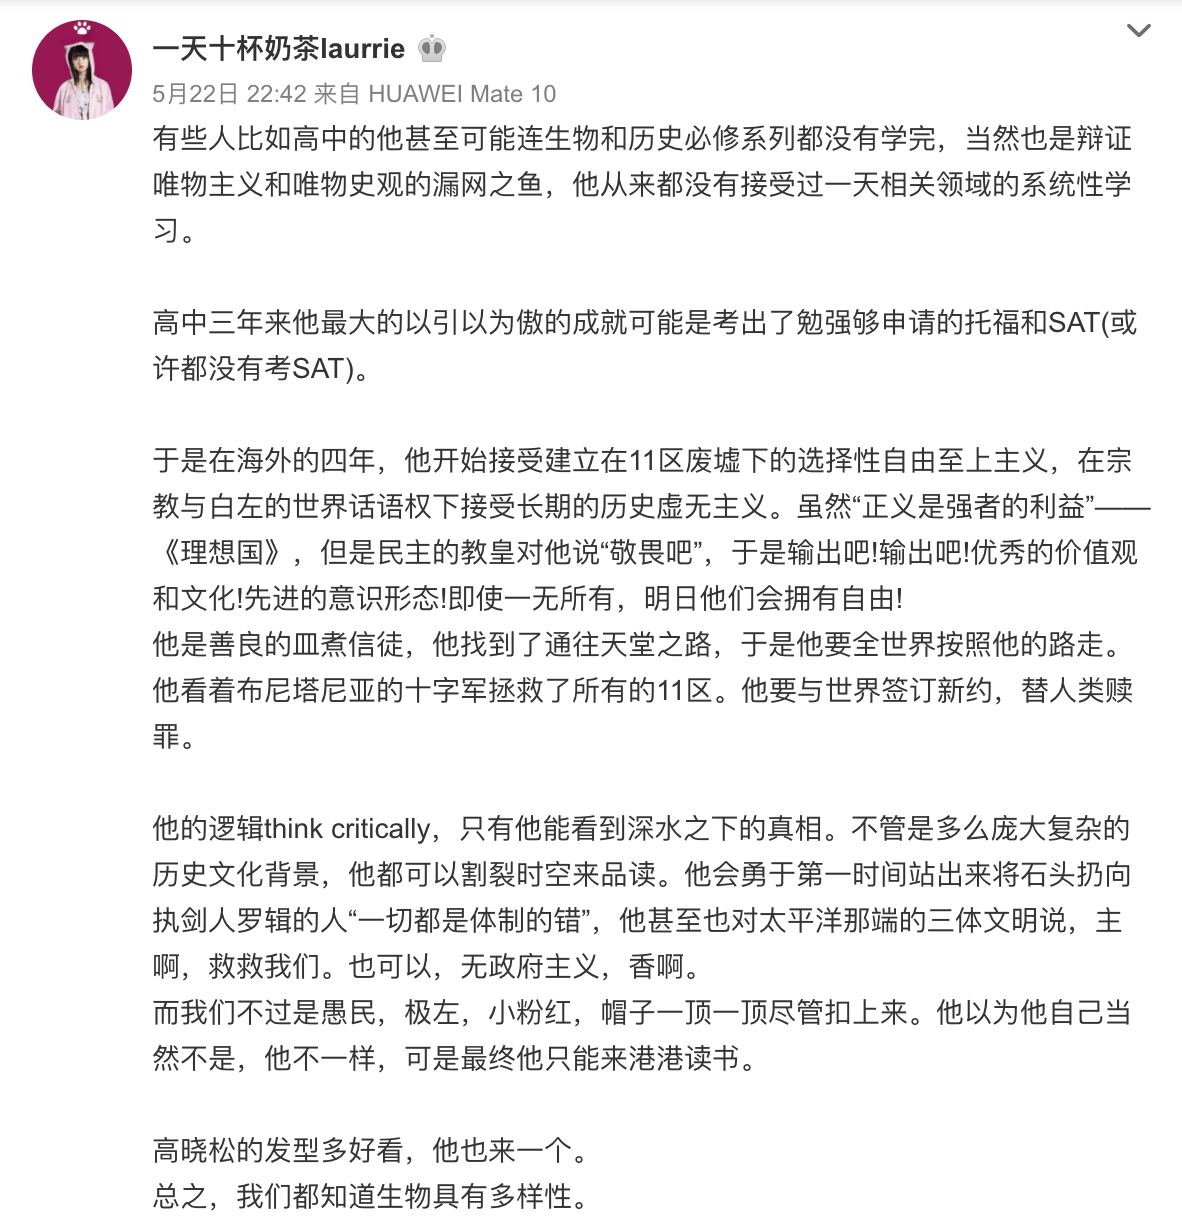 一天十杯奶茶laurrie
5月22日 22:42 来自 HUAWEI Mate 10
有些人比如高中的他甚至可能连生物和历史必修系列都没有学完，当然也是辩证
唯物主义和唯物史观的漏网之鱼，他从来都没有接受过一天相关领域的系统性学
习。
高中三年来他最大的以引以为傲的成就可能是考出了勉强够申请的托福和SAT(或
许都没有考SAT)。
于是在海外的四年，他开始接受建立在11区废墟下的选择性自由至上主义，在宗
教与白左的世界话语权下接受长期的历史虚无主义。虽然“正义是强者的利益”——
《理想国》，但是民主的教皇对他说“敬畏吧”，于是输出吧!输出吧!优秀的价值观
和文化!先进的意识形态!即使一无所有，明日他们会拥有自由!
他是善良的皿煮信徒，他找到了通往天堂之路，于是他要全世界按照他的路走。
他看着布尼塔尼亚的十字军拯救了所有的11区。他要与世界签订新约，替人类赎
罪。
他的逻辑think critically，只有他能看到深水之下的真相。不管是多么庞大复杂的
历史文化背景，他都可以割裂时空来品读。他会勇于第一时间站出来将石头扔向
执剑人罗辑的人“一切都是体制的错”，他甚至也对太平洋那端的三体文明说，主
啊，救救我们。也可以，无政府主义，香啊。
而我们不过是愚民，极左，小粉红，帽子一顶一顶尽管扣上来。他以为他自己当
然不是，他不一样，可是最终他只能来港港读书。
高晓松的发型多好看，他也来一个。
总之，我们都知道生物具有多样性。